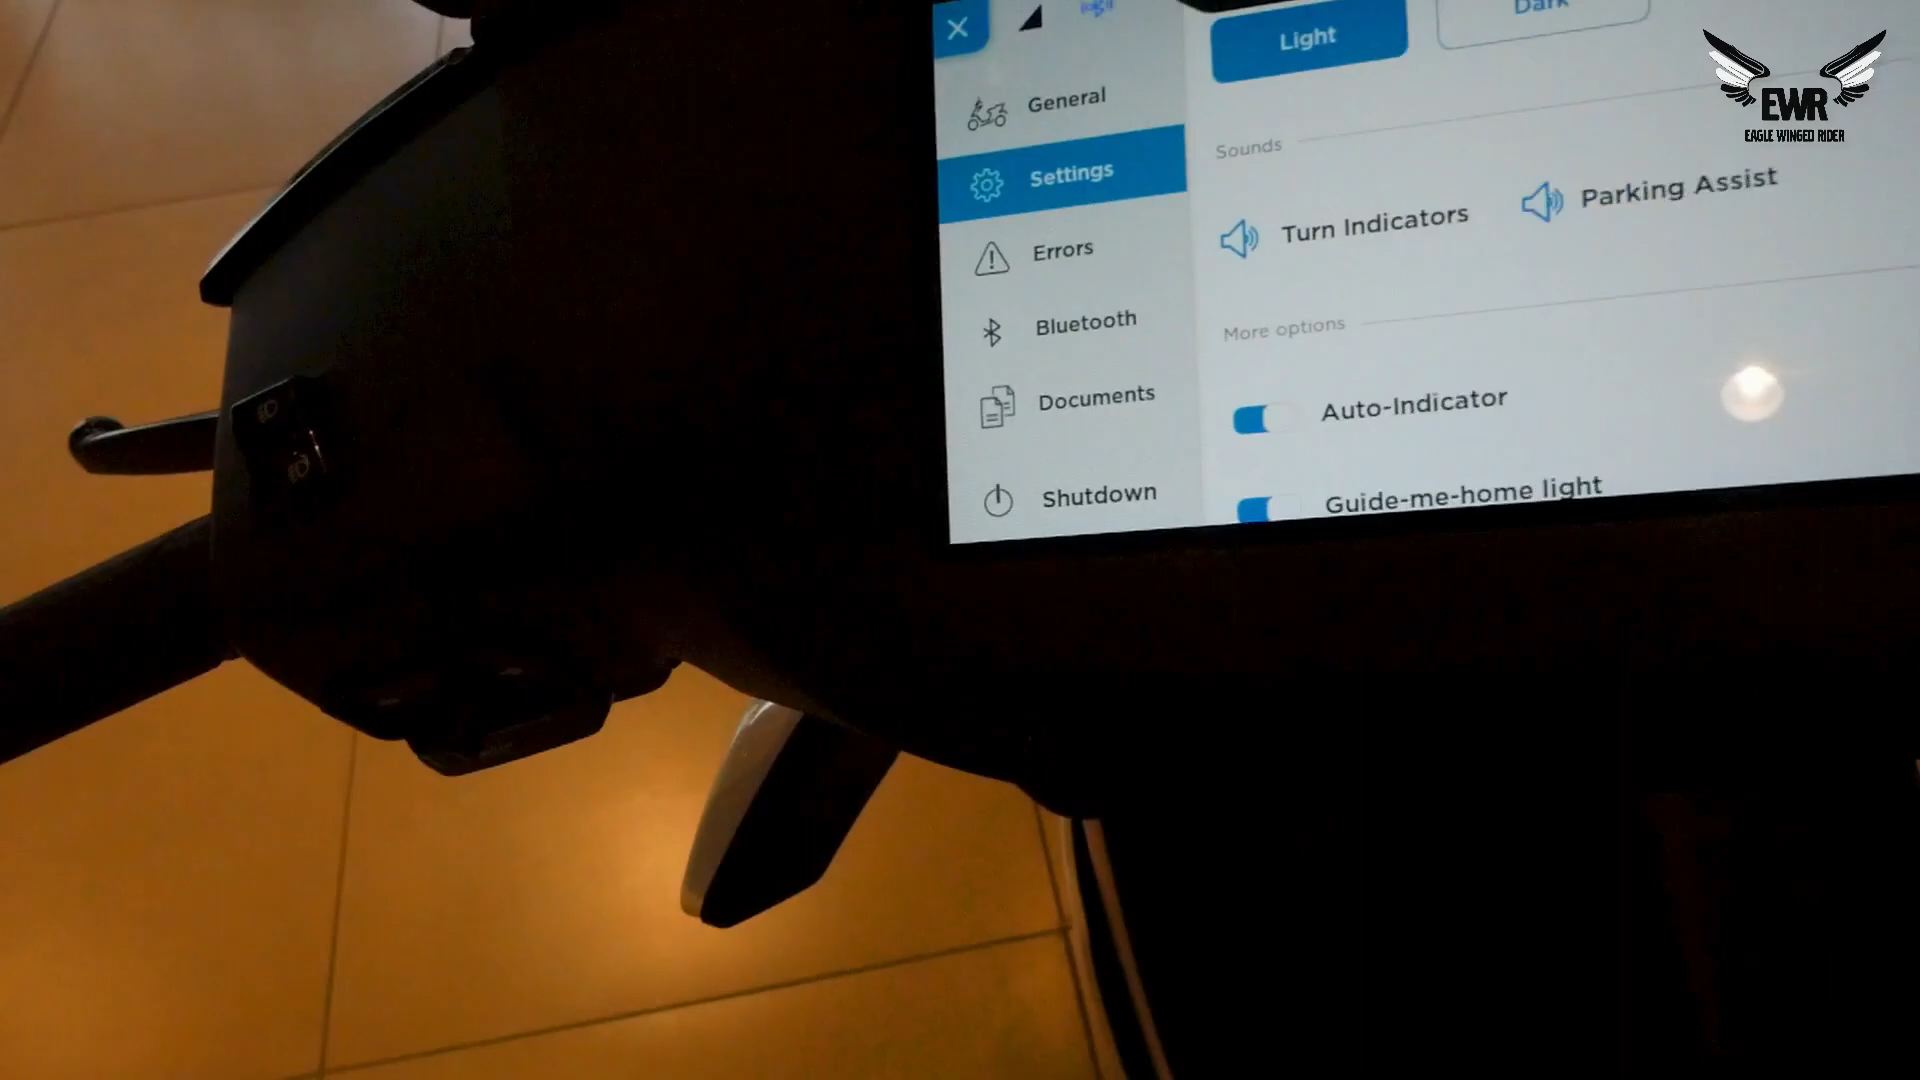 Light
Dark
General
Settings
Errors
Bluetooth
Documents
Shutdown
Sounds
Turn Indicators
Parking Assist
More options
Auto-Indicator
Guide-me-home light
EWR
EAGLE WINGED RIDER